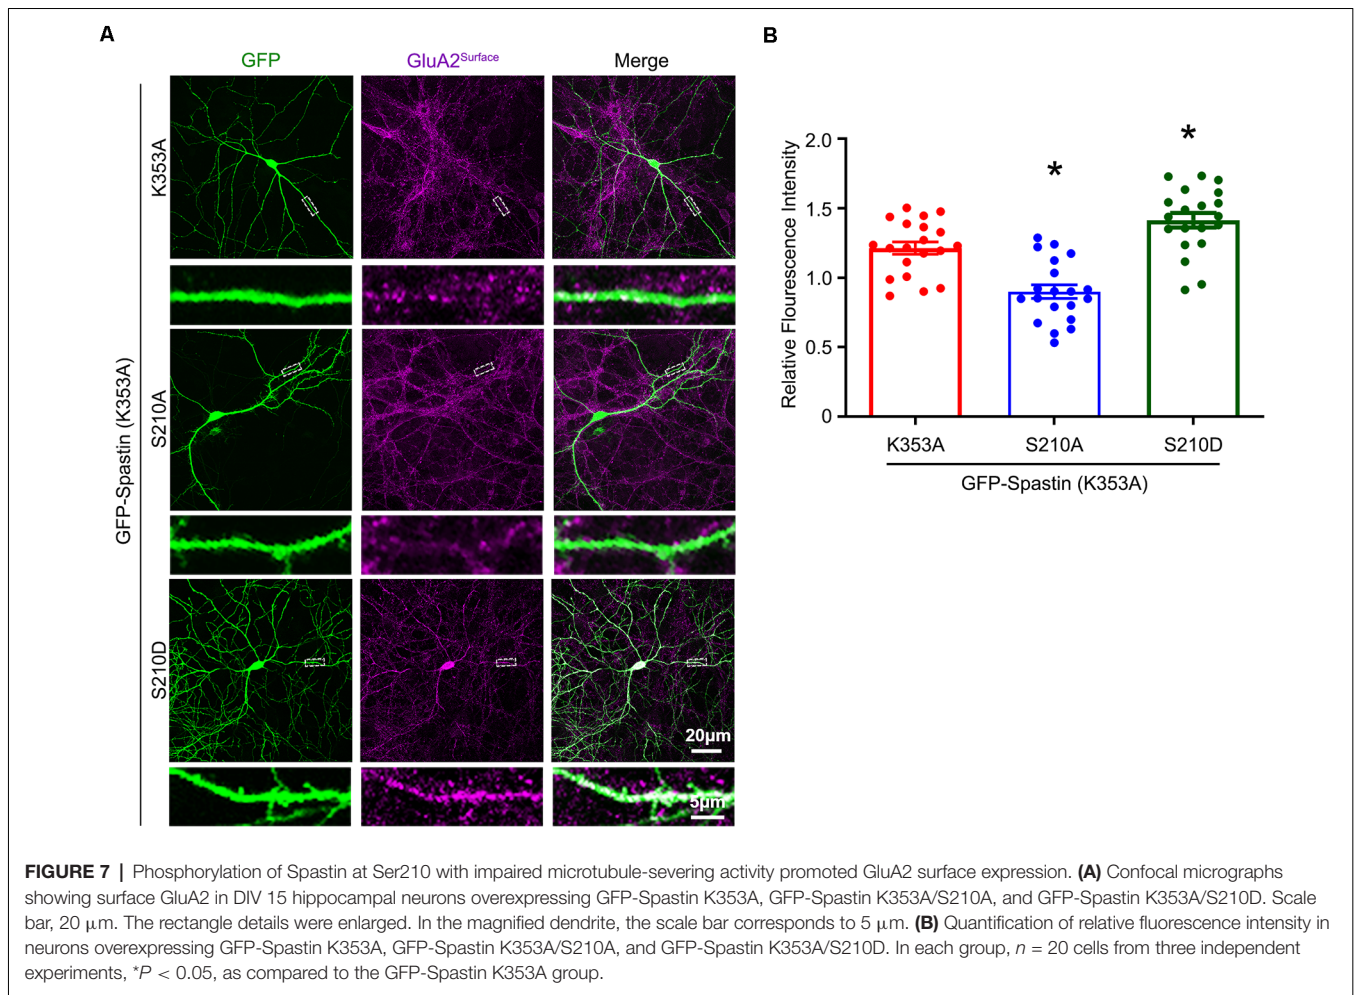 A
GFP
GluA2Surface
Merge
GFP-Spastin (K353A)
K353A
S210A
S210D
20µm
5µm
B
Relative Flourescence Intensity
2.0
1.5
1.0
0.5
0
*
*
K353A
S210A
S210D
GFP-Spastin (K353A)
FIGURE 7 | Phosphorylation of Spastin at Ser210 with impaired microtubule-severing activity promoted GluA2 surface expression. (A) Confocal micrographs
showing surface GluA2 in DIV 15 hippocampal neurons overexpressing GFP-Spastin K353A, GFP-Spastin K353A/S210A, and GFP-Spastin K353A/S210D. Scale
bar, 20 µm. The rectangle details were enlarged. In the magnified dendrite, the scale bar corresponds to 5 µm. (B) Quantification of relative fluorescence intensity in
neurons overexpressing GFP-Spastin K353A, GFP-Spastin K353A/S210A, and GFP-Spastin K353A/S210D. In each group, n = 20 cells from three independent
experiments, *P < 0.05, as compared to the GFP-Spastin K353A group.